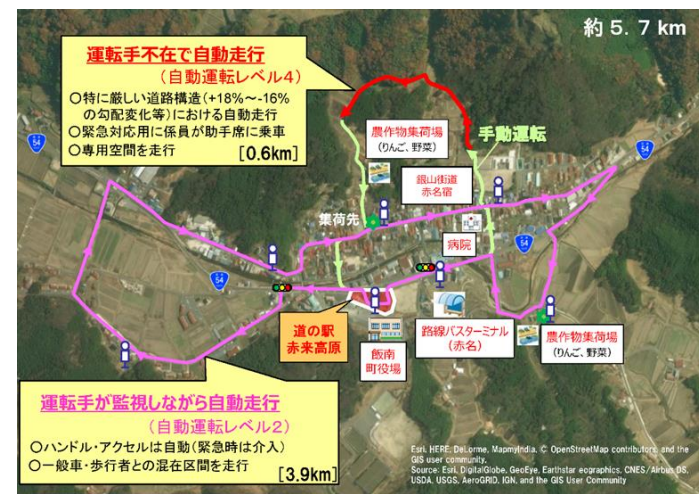 約5.7km
運転手不在で自動走行
(自動運転レベル4)
○特に厳しい道路構造(+18%~-16%
の勾配変化等)における自動走行
○緊急対応用に係員が助手席に乗車
○専用空間を走行
[0.6km]
54
農作物集荷場
(りんご、野菜)
手動運転
54
銀山街道
赤名宿
集荷先
病院
54
54
道の駅
赤来高原
飯南
町役場
路線バスターミナル
(赤名)
農作物集荷場
(りんご、野菜)
運転手が監視しながら自動走行
(自動運転レベル2)
○ハンドル・アクセルは自動(緊急時は介入)
○一般車・歩行者との混在区間を走行
[3.9km]
Esri, HERE, DeLorme, MapmyIndia, © OpenStreetMap contributors, and the
GIS user community,
Source: Esri, DigitalGlobe, GeoEye, Earthstar eographics, CNES/Airbus DS,
USDA, USGS, AeroGRID, IGN, and the GIS User Community